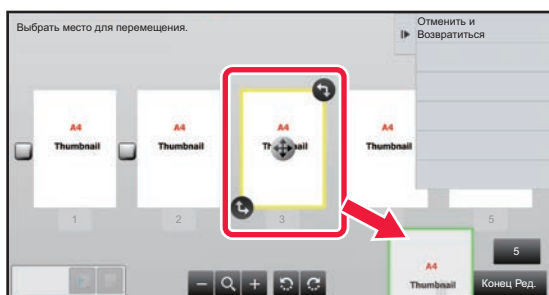 Выбрать место для перемещения.
Отменить и
Возвратиться
A4
Thumbnail
A4
Thumbnail
A4
A4
Thumbnail
A4
Thumbnail
1
2
3
5
5
Конец Ред.